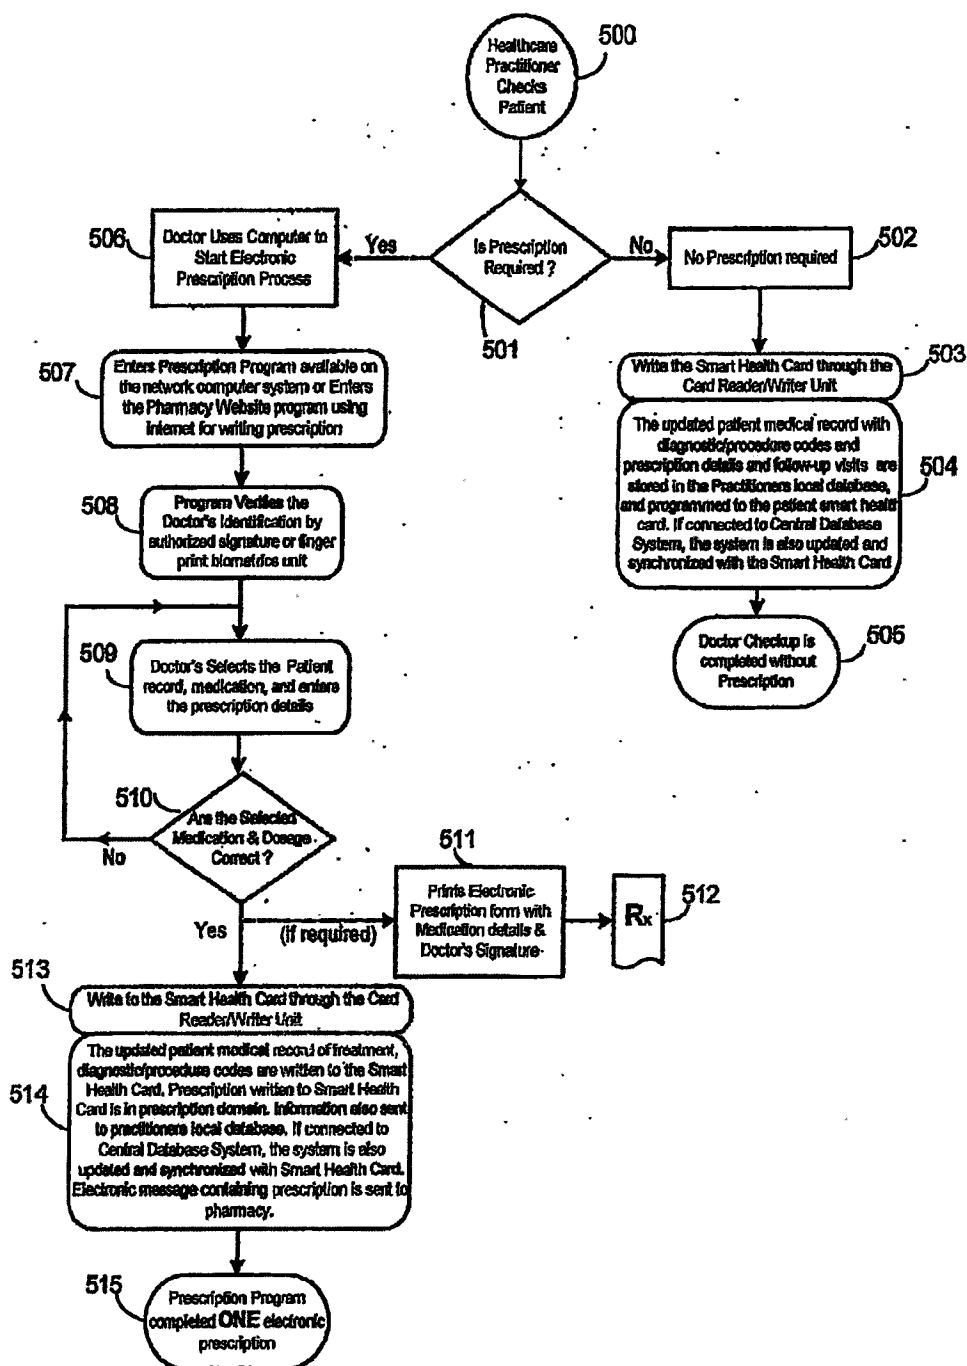 500
Healthcare
Practitioner
Checks
Patient
506
Doctor Uses Computer to
Start Electronic
Prescription Process
Yes
Is Prescription
Required ?
No
No Prescription required
502
501
507
Enters Prescription Program available on
the network computer system or Enters
the Pharmacy Website program using
Internet for writing prescription
Write the Smart Health Card through the
Card Reader/Writer Unit
503
The updated patient medical record with
diagnostic/procedure codes and
prescription details and follow-up visits are
stored in the Practitioners local database,
and programmed to the patient smart health
card. If connected to Central Database
System, the system is also updated and
synchronized with the Smart Health Card
504
508
Program Verifies the
Doctor's Identification by
authorized signature or finger
print biometrics unit
Doctor Checkup is
completed without
Prescription
505
509
Doctor's Selects the Patient
record, medication, and enters
the prescription details
510
Are the Selected
Medication & Dosage
Correct ?
No
Yes
(if required)
511
Prints Electronic
Prescription form with
Medication details &
Doctor's Signature
Rx
512
513
Write to the Smart Health Card through the Card
Reader/Writer Unit
514
The updated patient medical record of treatment,
diagnostic/procedure codes are written to the Smart
Health Card. Prescription written to Smart Health
Card is in prescription domain. Information also sent
to practitioners local database. If connected to
Central Database System, the system is also
updated and synchronized with Smart Health Card.
Electronic message containing prescription is sent to
pharmacy.
515
Prescription Program
completed ONE electronic
prescription